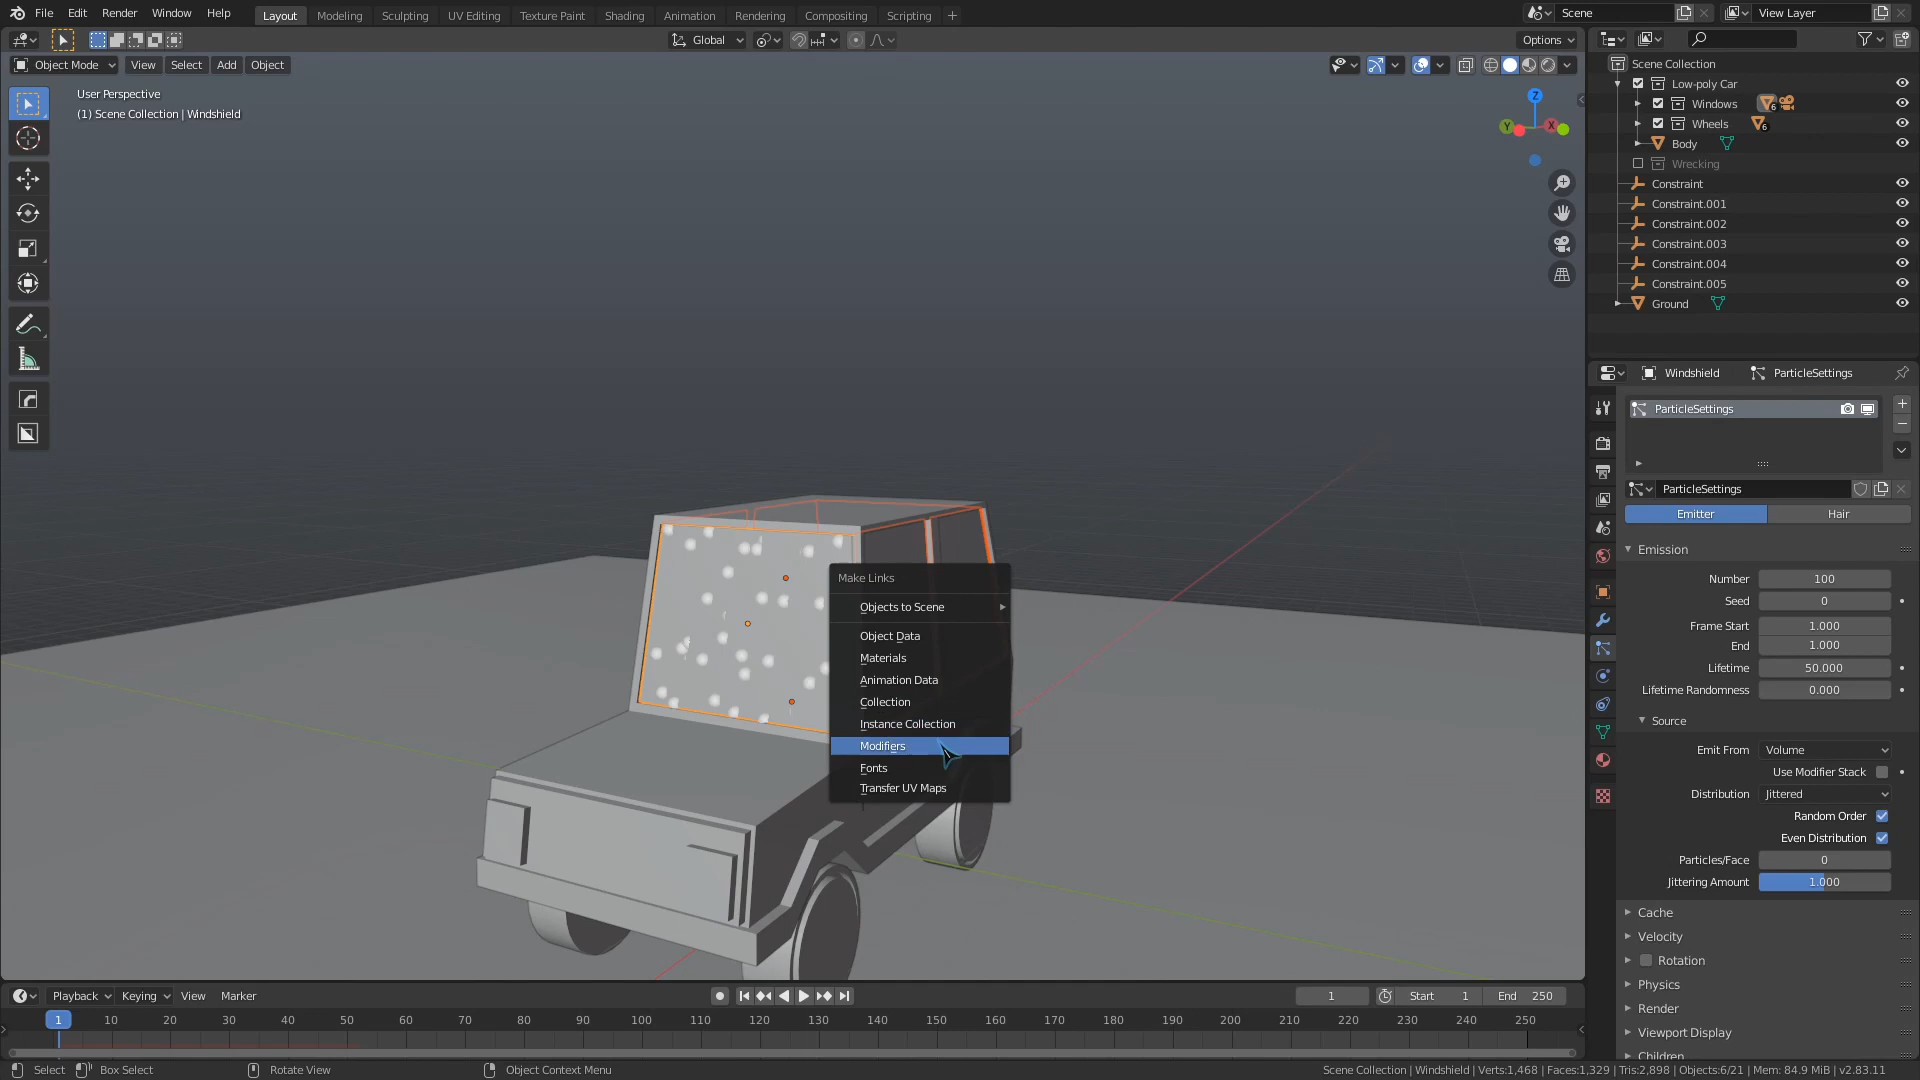 File Edit Render Window Help
Layout Modeling Sculpting UV Editing Texture Paint Shading Animation Rendering Compositing Scripting +
Scene
View Layer
Global
Options
Object Mode View Select Add Object
User Perspective
(1) Scene Collection | Windshield
Z
Y
X
Scene Collection
Low-poly Car
Windows 6
Wheels 6
Body
Wrecking
Constraint
Constraint.001
Constraint.002
Constraint.003
Constraint.004
Constraint.005
Ground
Windshield ParticleSettings
ParticleSettings
ParticleSettings
Emitter Hair
Emission
Number 100
Seed 0
Frame Start 1.000
End 1.000
Lifetime 50.000
Lifetime Randomness 0.000
Source
Emit From Volume
Use Modifier Stack
Distribution Jittered
Random Order
Even Distribution
Particles/Face 0
Jittering Amount 1.000
Cache
Velocity
Rotation
Physics
Render
Viewport Display
Children
Make Links
Objects to Scene
Object Data
Materials
Animation Data
Collection
Instance Collection
Modifiers
Fonts
Transfer UV Maps
Playback Keying View Marker
1 Start 1 End 250
1 10 20 30 40 50 60 70 80 90 100 110 120 130 140 150 160 170 180 190 200 210 220 230 240 250
Select Box Select Rotate View Object Context Menu
Scene Collection | Windshield | Verts:1,468 | Faces:1,329 | Tris:2,898 | Objects:6/21 | Mem: 84.9 MiB | v2.83.11